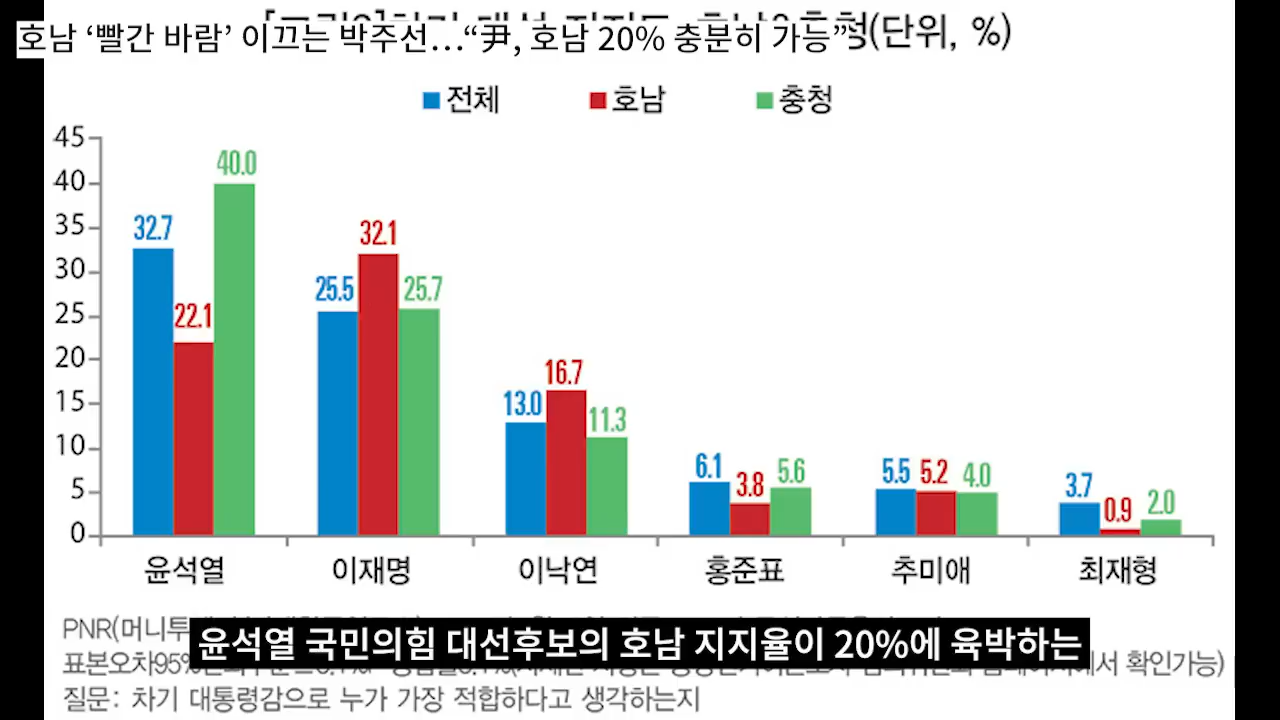 호남 ‘빨간 바람’ 이끄는 박주선…“尹, 호남 20% 충분히 가능”
(단위, %)
전체 호남 충청
45
40
35
30
25
20
15
10
5
0
32.7 22.1 40.0
25.5 32.1 25.7
13.0 16.7 11.3
6.1 3.8 5.6
5.5 5.2 4.0
3.7 0.9 2.0
윤석열 이재명 이낙연 홍준표 추미애 최재형
PNR(머니투
윤석열 국민의힘 대선후보의 호남 지지율이 20%에 육박하는
표본오차95% 에서 확인가능)
질문: 차기 대통령감으로 누가 가장 적합하다고 생각하는지